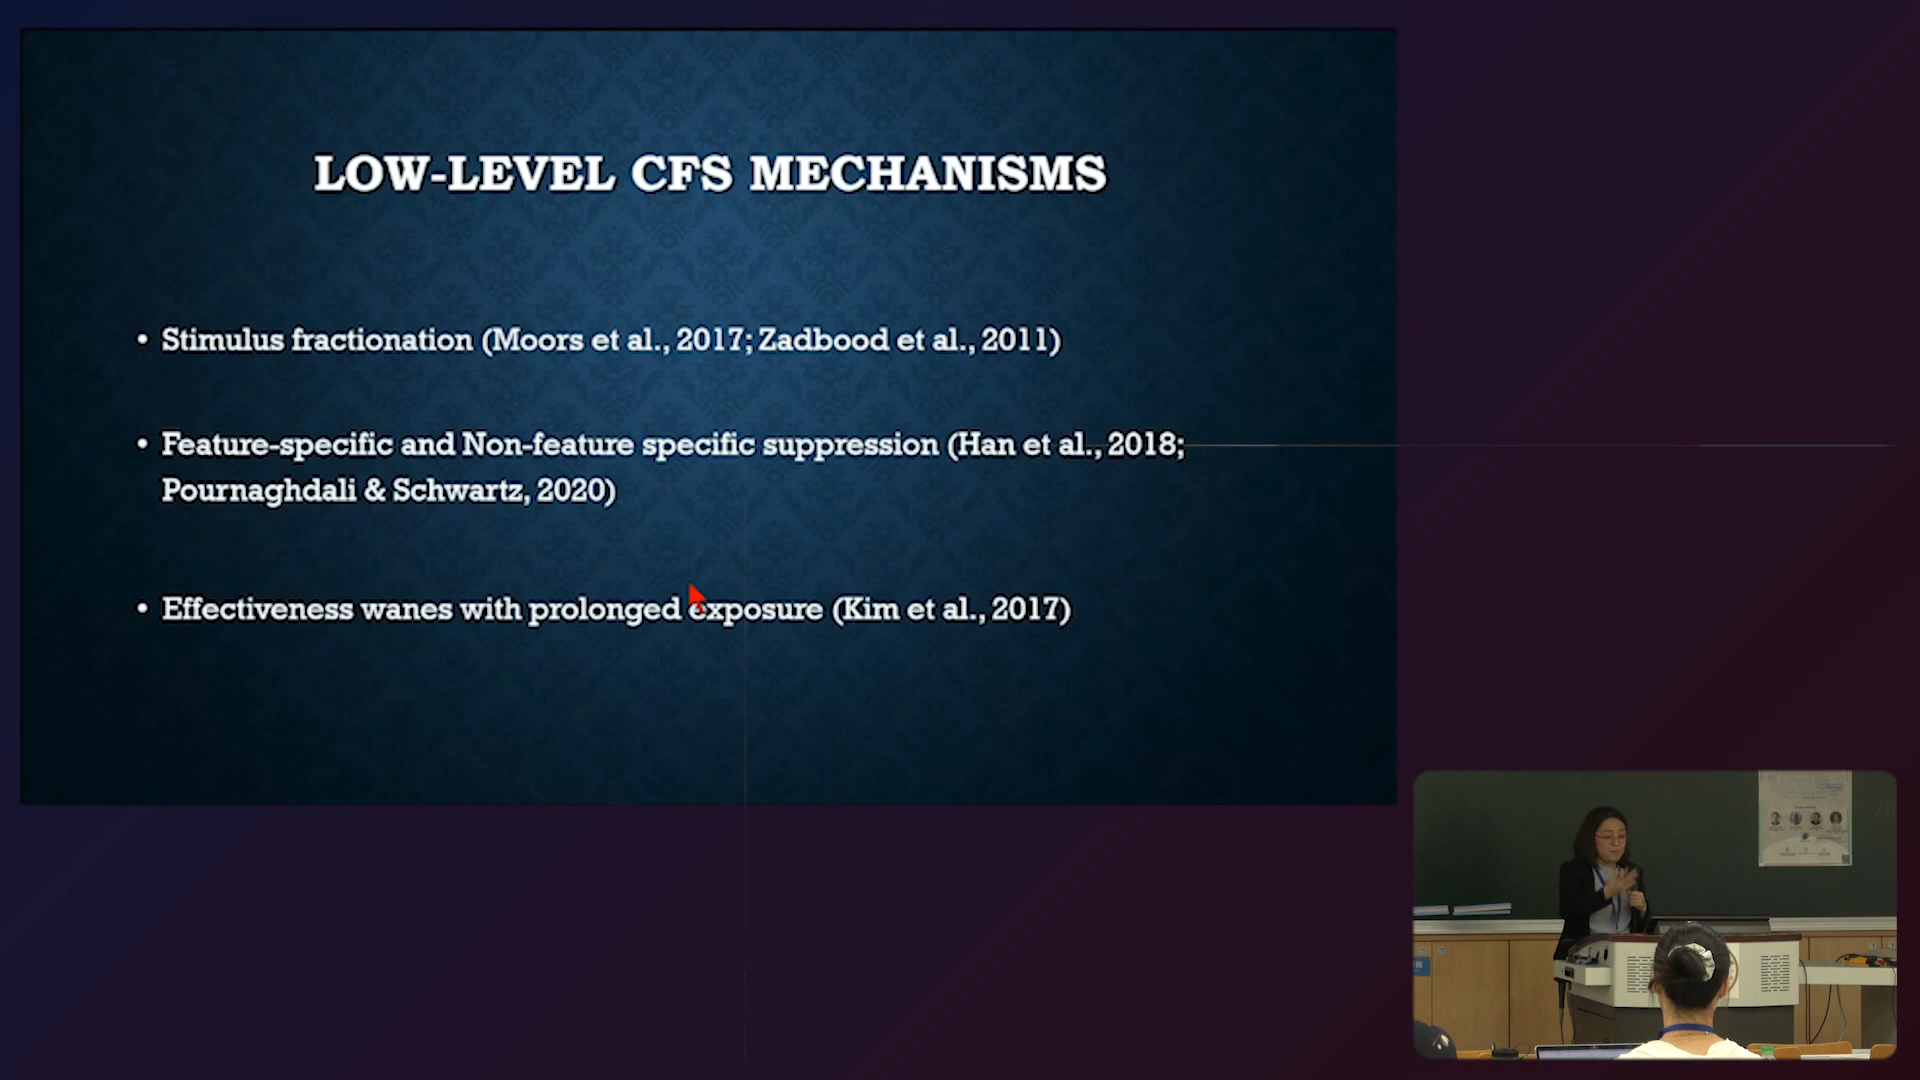 LOW-LEVEL CFS MECHANISMS
• Stimulus fractionation (Moors et al., 2017; Zadbood et al., 2011)
• Feature-specific and Non-feature specific suppression (Han et al., 2018;
Pournaghdali & Schwartz, 2020)
• Effectiveness wanes with prolonged exposure (Kim et al., 2017)